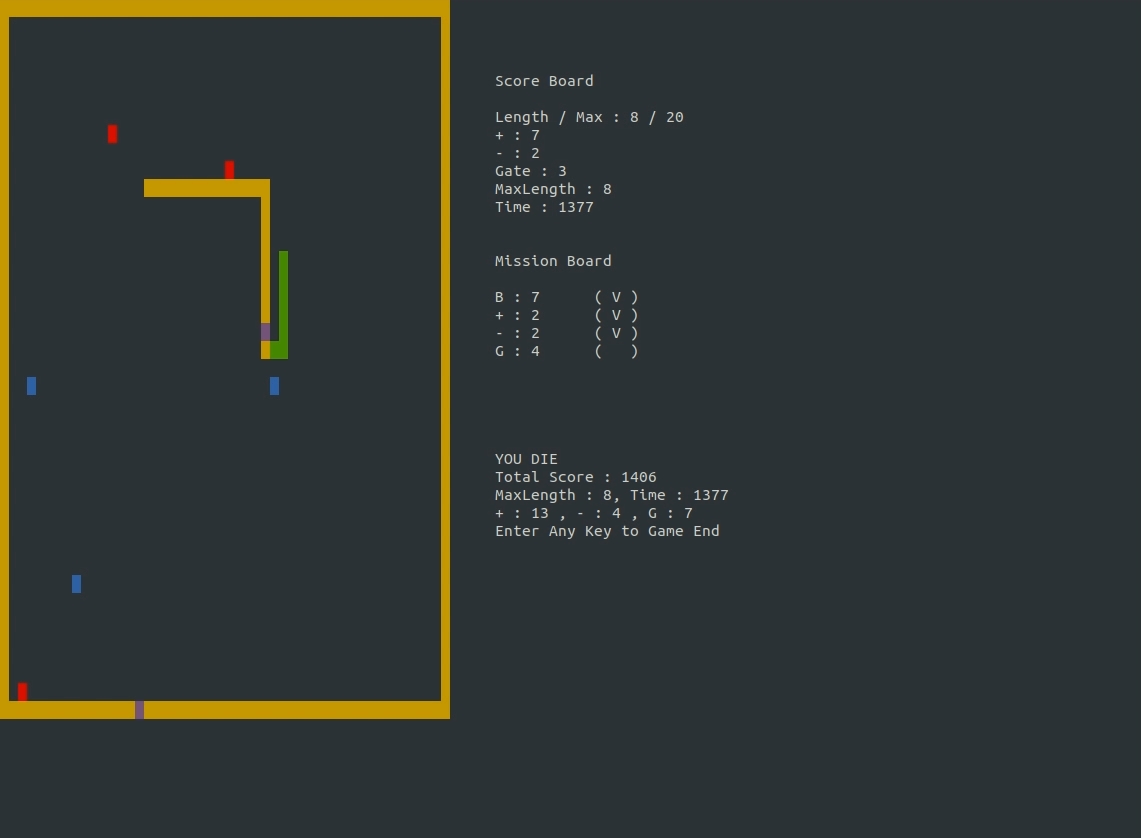 Score Board
Length / Max : 8 / 20
+ : 7
- : 2
Gate : 3
MaxLength : 8
Time : 1377
Mission Board
B : 7 ( V )
+ : 2 ( V )
- : 2 ( V )
G : 4 ( )
YOU DIE
Total Score : 1406
MaxLength : 8, Time : 1377
+ : 13 , - : 4 , G : 7
Enter Any Key to Game End